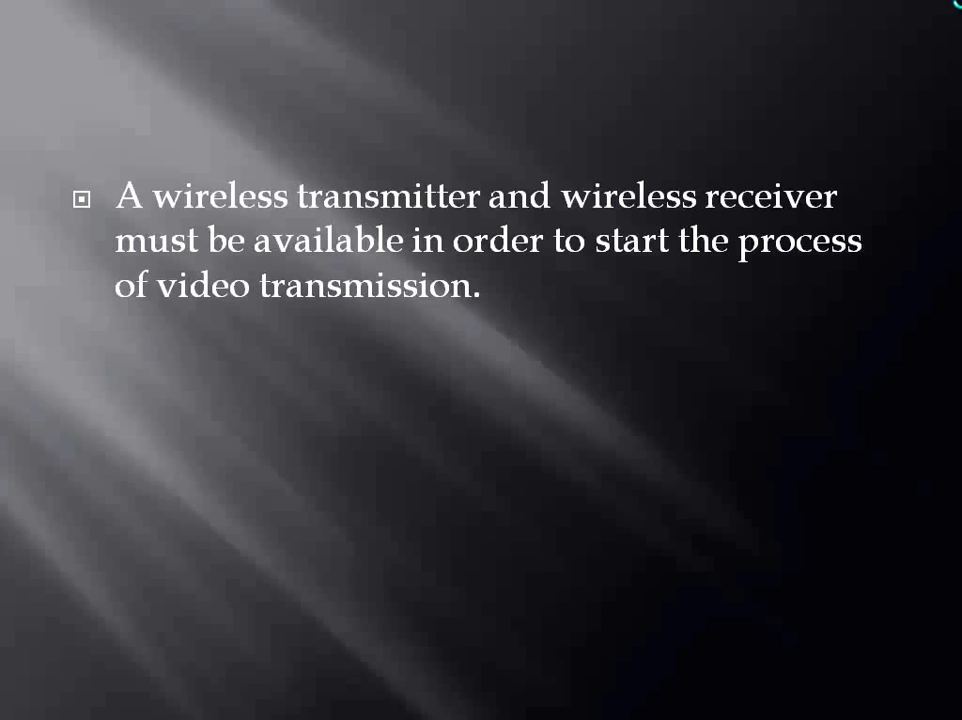 A wireless transmitter and wireless receiver
must be available in order to start the process
of video transmission.